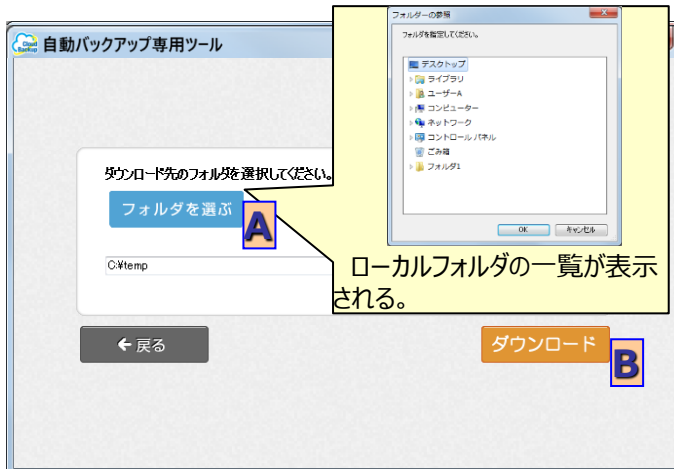 Cloud
Backup
自動バックアップ専用ツール
ダウンロード先のフォルダを選択してください。
フォルダを選ぶ
A
C:¥temp
戻る
ダウンロード
B
フォルダーの参照
フォルダを指定してください。
デスクトップ
ライブラリ
ユーザーA
コンピューター
ネットワーク
コントロール パネル
ごみ箱
フォルダ1
OK
キャンセル
ローカルフォルダの一覧が表示
される。